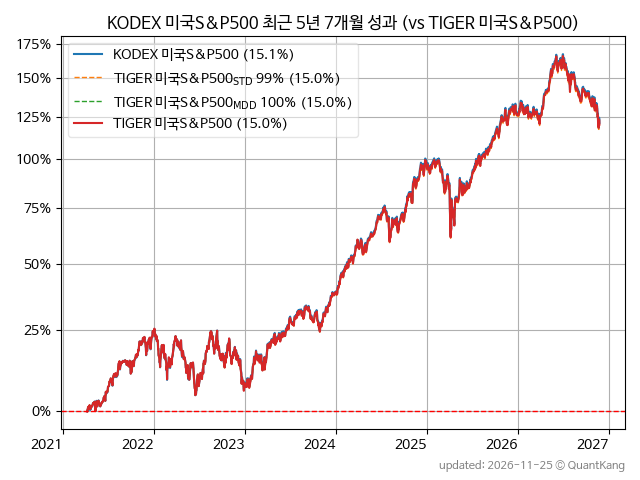 KODEX 미국S&P500 최근 5년 7개월 성과 (vs TIGER 미국S&P500)
KODEX 미국S&P500 (15.1%)
TIGER 미국S&P500STD 99% (15.0%)
TIGER 미국S&P500MDD 100% (15.0%)
TIGER 미국S&P500 (15.0%)
175%
150%
125%
100%
75%
50%
25%
0%
2021 2022 2023 2024 2025 2026 2027
updated: 2026-11-25 © QuantKang